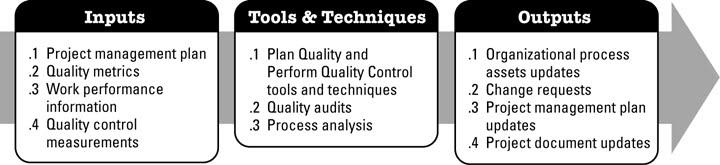 Inputs
.1 Project management plan
.2 Quality metrics
.3 Work performance
information
.4 Quality control
measurements
Tools & Techniques
.1 Plan Quality and
Perform Quality Control
tools and techniques
.2 Quality audits
.3 Process analysis
Outputs
.1 Organizational process
assets updates
.2 Change requests
.3 Project management plan
updates
.4 Project document updates